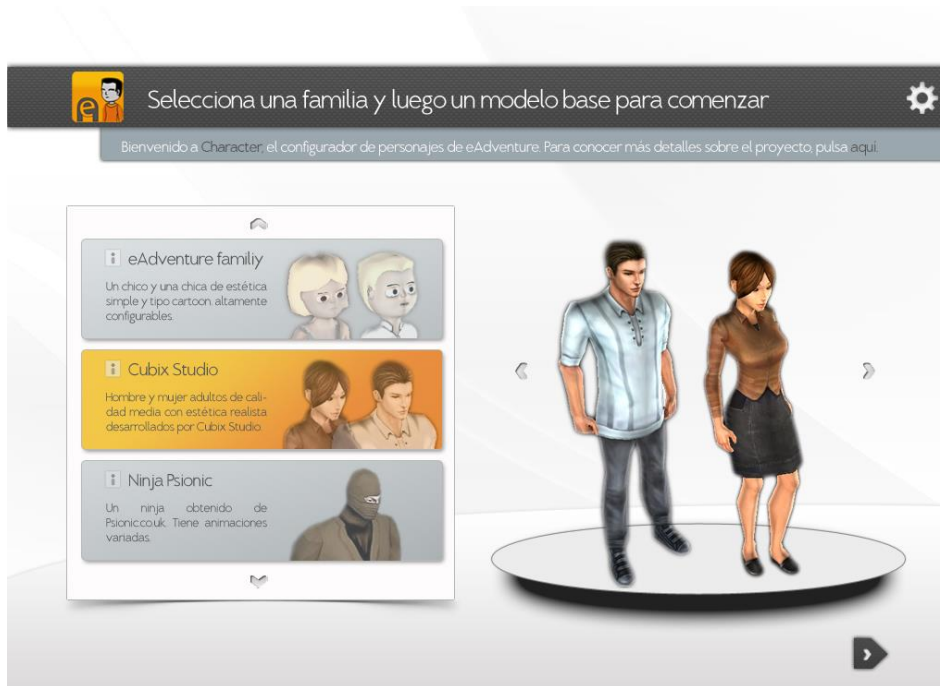 e
Selecciona una familia y luego un modelo base para comenzar
Bienvenido a Character, el configurador de personajes de eAdventure. Para conocer más detalles sobre el proyecto, pulsa aquí.
i eAdventure familiy
Un chico y una chica de estética
simple y tipo cartoon, altamente
configurables.
i Cubix Studio
Hombre y mujer adultos de cali-
dad media con estética realista
desarrollados por Cubix Studio
i Ninja Psionic
Un ninja obtenido de
Psionic.co.uk. Tiene animaciones
variadas.